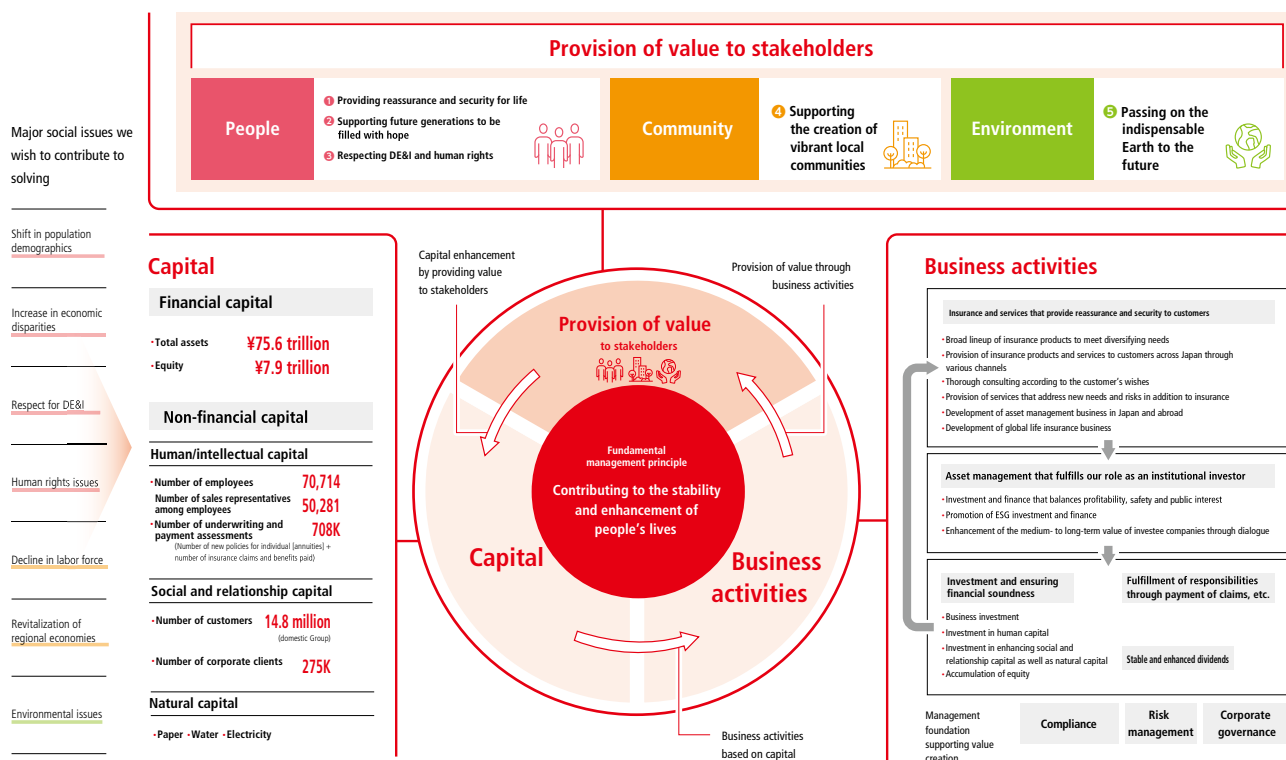 Provision of value to stakeholders
People
❶ Providing reassurance and security for life
❷ Supporting future generations to be
filled with hope
❸ Respecting DE&I and human rights
Community
❹ Supporting
the creation of
vibrant local
communities
Environment
❺ Passing on the
indispensable
Earth to the
future
Major social issues we
wish to contribute to
solving
Shift in population
demographics
Increase in economic
disparities
Respect for DE&I
Human rights issues
Decline in labor force
Revitalization of
regional economies
Environmental issues
Capital
Financial capital
・Total assets ¥75.6 trillion
・Equity ¥7.9 trillion
Non-financial capital
Human/intellectual capital
・Number of employees 70,714
Number of sales representatives
among employees 50,281
・Number of underwriting and
payment assessments 708K
(Number of new policies for individual [annuities] +
number of insurance claims and benefits paid)
Social and relationship capital
・Number of customers 14.8 million
(domestic Group)
・Number of corporate clients 275K
Natural capital
・Paper ・Water ・Electricity
Capital enhancement
by providing value
to stakeholders
Provision of value through
business activities
Provision of value
to stakeholders
Fundamental
management principle
Contributing to the stability
and enhancement of
people's lives
Capital
Business
activities
Business activities
based on capital
Business activities
Insurance and services that provide reassurance and security to customers
・Broad lineup of insurance products to meet diversifying needs
・Provision of insurance products and services to customers across Japan through
various channels
・Thorough consulting according to the customer's wishes
・Provision of services that address new needs and risks in addition to insurance
・Development of asset management business in Japan and abroad
・Development of global life insurance business
Asset management that fulfills our role as an institutional investor
・Investment and finance that balances profitability, safety and public interest
・Promotion of ESG investment and finance
・Enhancement of the medium- to long-term value of investee companies through dialogue
Investment and ensuring
financial soundness
・Business investment
・Investment in human capital
・Investment in enhancing social and
relationship capital as well as natural capital
・Accumulation of equity
Fulfillment of responsibilities
through payment of claims, etc.
Stable and enhanced dividends
Management
foundation
supporting value
creation
Compliance
Risk
management
Corporate
governance